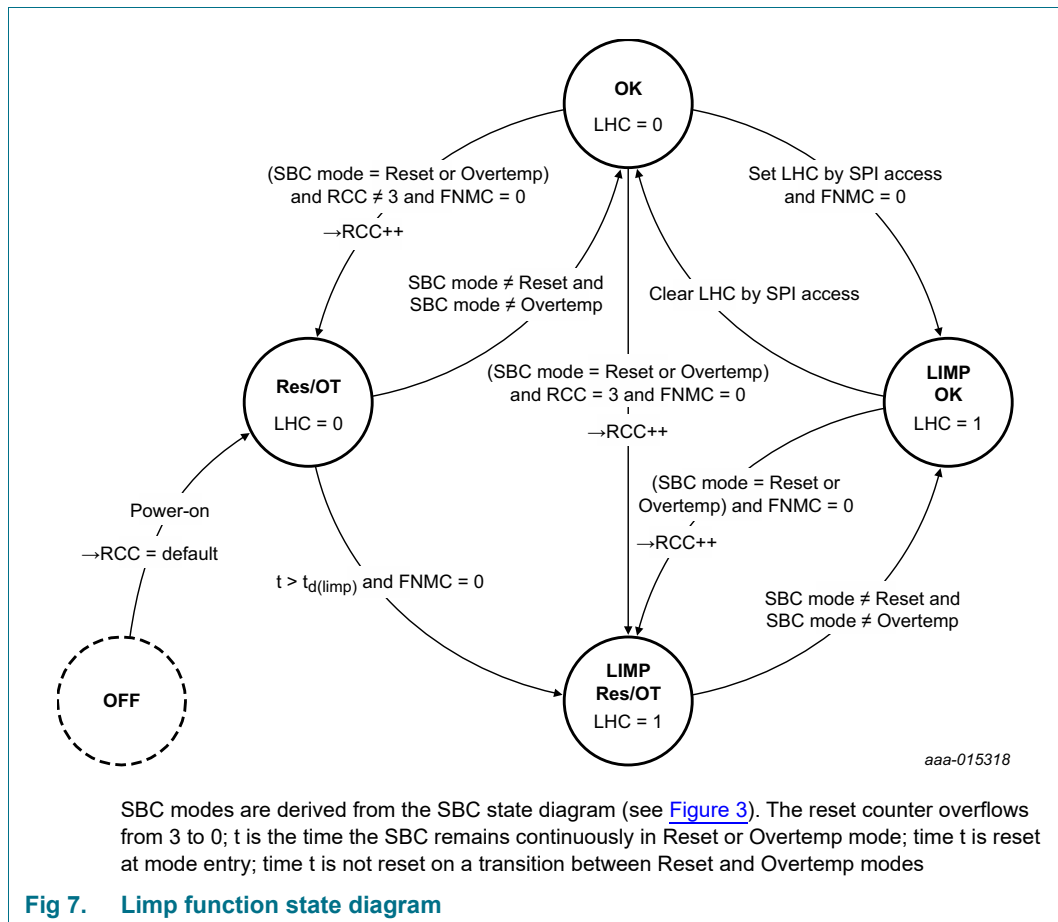 OK
LHC = 0
(SBC mode = Reset or Overtemp)
and RCC ≠ 3 and FNMC = 0
→RCC++
Set LHC by SPI access
and FNMC = 0
SBC mode ≠ Reset and
SBC mode ≠ Overtemp
Clear LHC by SPI access
Res/OT
LHC = 0
(SBC mode = Reset or Overtemp)
and RCC = 3 and FNMC = 0
→RCC++
LIMP
OK
LHC = 1
(SBC mode = Reset or
Overtemp) and FNMC = 0
→RCC++
Power-on
→RCC = default
t > td(limp) and FNMC = 0
SBC mode ≠ Reset and
SBC mode ≠ Overtemp
OFF
LIMP
Res/OT
LHC = 1
aaa-015318
SBC modes are derived from the SBC state diagram (see Figure 3). The reset counter overflows
from 3 to 0; t is the time the SBC remains continuously in Reset or Overtemp mode; time t is reset
at mode entry; time t is not reset on a transition between Reset and Overtemp modes
Fig 7. Limp function state diagram